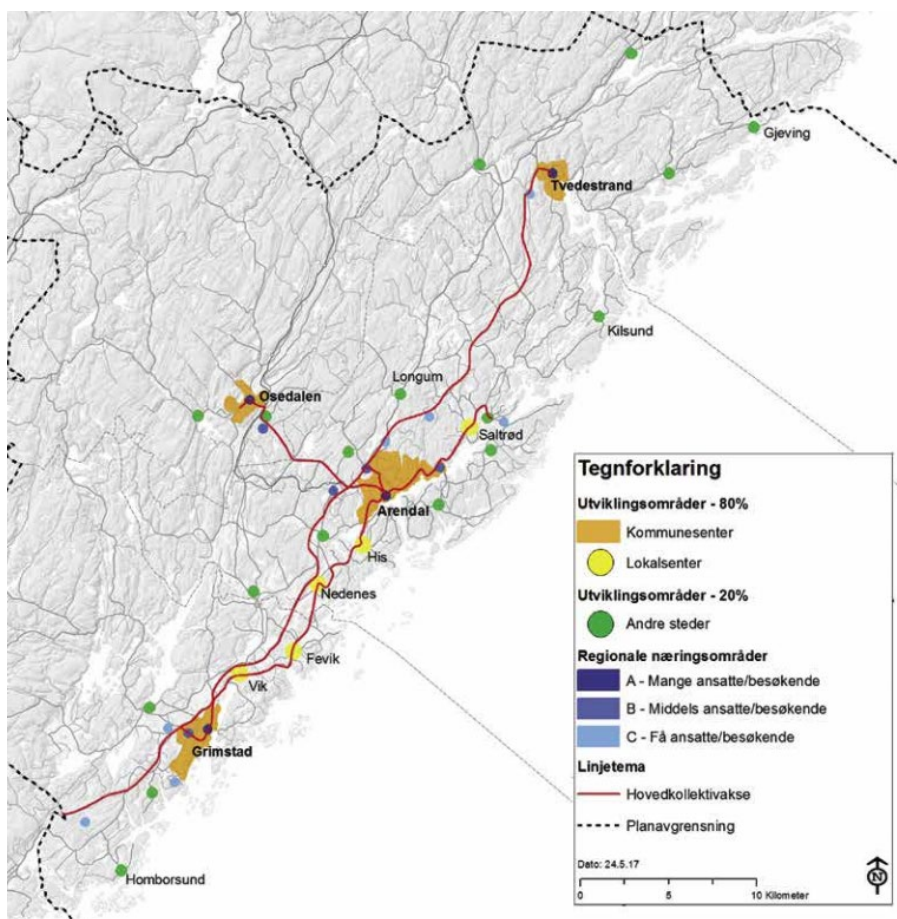 Gjeving
Tvedestrand
Kilsund
Longum
Osedalen
Saltrød
Arendal
His
Nedenes
Fevik
Vik
Grimstad
Homborsund
Tegnforklaring
Utviklingsområder - 80%
Kommunesenter
Lokalsenter
Utviklingsområder - 20%
Andre steder
Regionale næringsområder
A - Mange ansatte/besøkende
B - Middels ansatte/besøkende
C - Få ansatte/besøkende
Linjetema
Hovedkollektivakse
Planavgrensning
Dato: 24.5.17
0 5 10 Kilometer
N